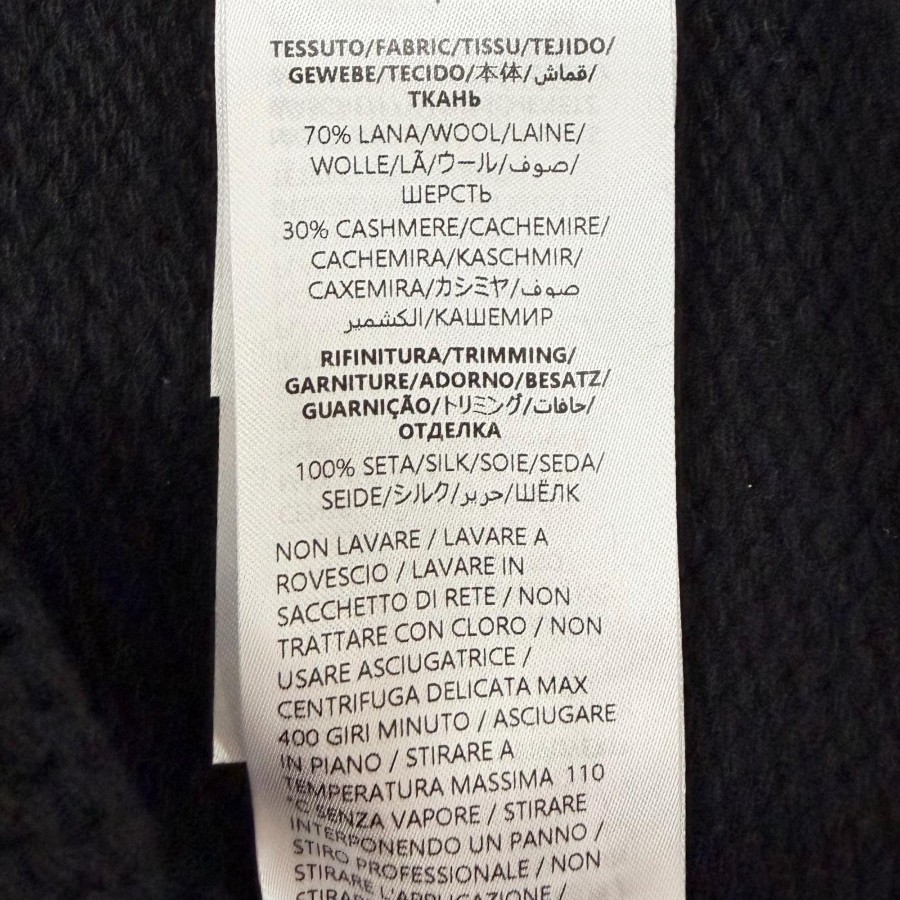 TESSUTO/FABRIC/TISSU/TEJIDO/
GEWEBE/TECIDO/本体/قماش/
ТКАНЬ
70% LANA/WOOL/LAINE/
WOLLE/LÃ/ウール/صوف/
ШЕРСТЬ
30% CASHMERE/CACHEMIRE/
CACHEMIRA/KASCHMIR/
CAXEMIRA/カシミヤ/صوف
الكشمير/КАШЕМИР
RIFINITURA/TRIMMING/
GARNITURE/ADORNO/BESATZ/
GUARNIÇÃO/トリミング/حافات/
ОТДЕЛКА
100% SETA/SILK/SOIE/SEDA/
SEIDE/シルク/حرير/ШЁЛК
NON LAVARE / LAVARE A
ROVESCIO / LAVARE IN
SACCHETTO DI RETE / NON
TRATTARE CON CLORO / NON
USARE ASCIUGATRICE /
CENTRIFUGA DELICATA MAX
400 GIRI MINUTO / ASCIUGARE
IN PIANO / STIRARE A
TEMPERATURA MASSIMA 110
°C SENZA VAPORE / STIRARE
INTERPONENDO UN PANNO /
STIRO PROFESSIONALE / NON
STIRARE L'APPLICAZIONE /